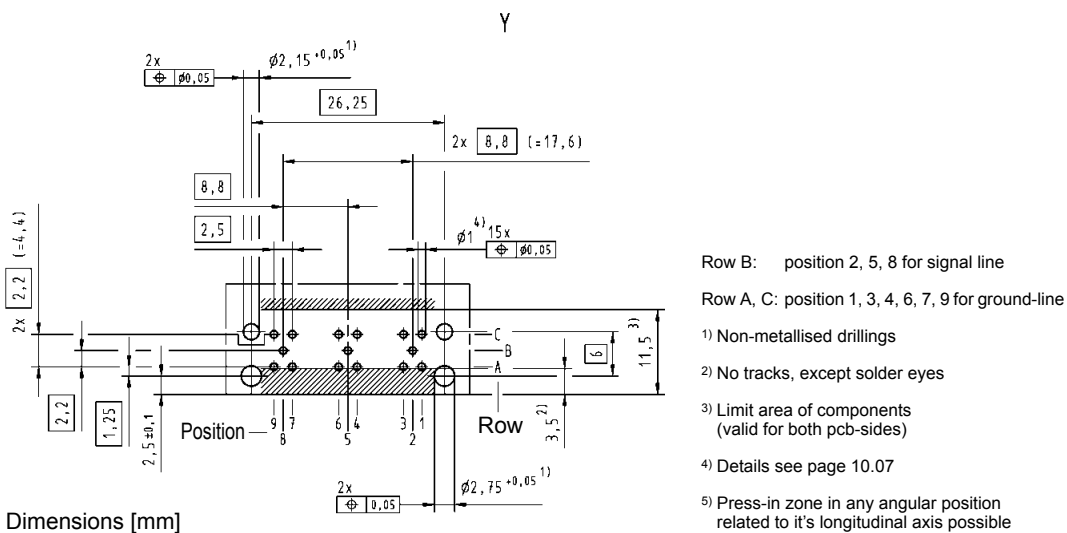 Y
2x
⌖ ø0,05
ø2,15 +0,05 1)
26,25
2x 8,8 (=17,6)
8,8
2,5
ø1 4) 15x
⌖ ø0,05
2x 2,2 (=4,4)
2,2
1,25
2,5±0,1
C
B
A
6
11,5 3)
3,5 2)
9 7 6 4 3 1
8 5 2
Position
Row
2x
⌖ 0,05
ø2,75 +0,05 1)
Dimensions [mm]
Row B: position 2, 5, 8 for signal line
Row A, C: position 1, 3, 4, 6, 7, 9 for ground-line
1) Non-metallised drillings
2) No tracks, except solder eyes
3) Limit area of components
(valid for both pcb-sides)
4) Details see page 10.07
5) Press-in zone in any angular position
related to it's longitudinal axis possible